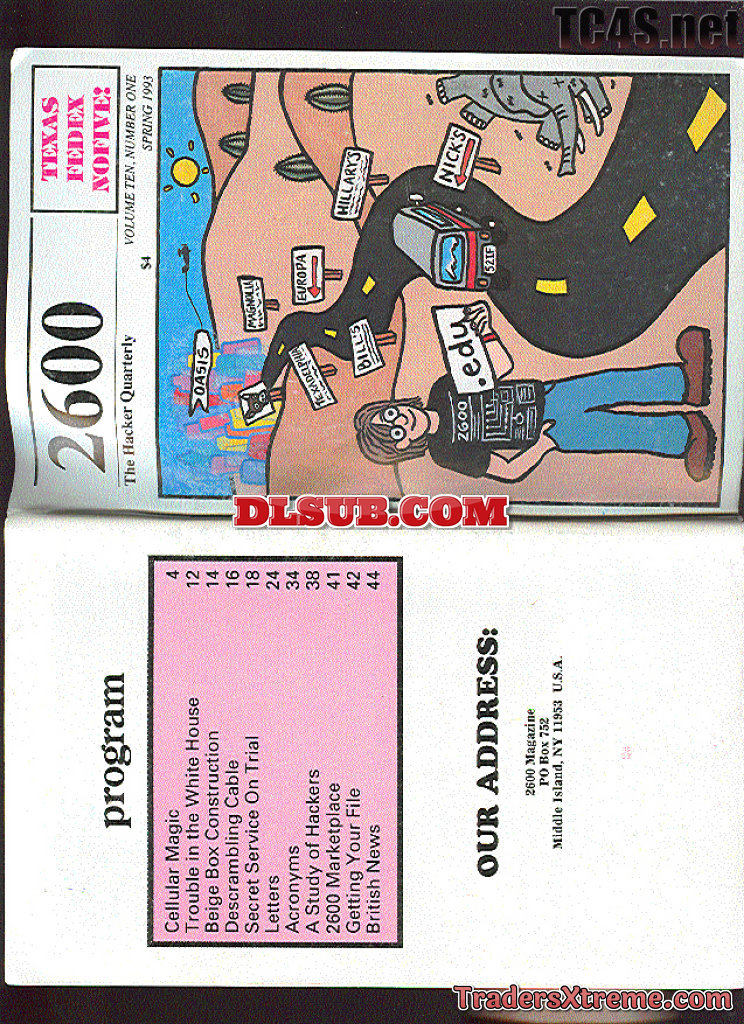 TC4S.net
2600
The Hacker Quarterly
VOLUME TEN, NUMBER ONE
SPRING 1993
$4
TEXAS
FEDEX
NOFIVE!
OASIS
MAGNOLIA
EUROPA
HILLARY'S
NICK'S
BILL'S
521F
.edu
2600
DLSUB.COM
program
Cellular Magic 4
Trouble in the White House 12
Beige Box Construction 14
Descrambling Cable 16
Secret Service On Trial 18
Letters 24
Acronyms 34
A Study of Hackers 38
2600 Marketplace 41
Getting Your File 42
British News 44
OUR ADDRESS:
2600 Magazine
PO Box 752
Middle Island, NY 11953 U.S.A.
TradersXtreme.com